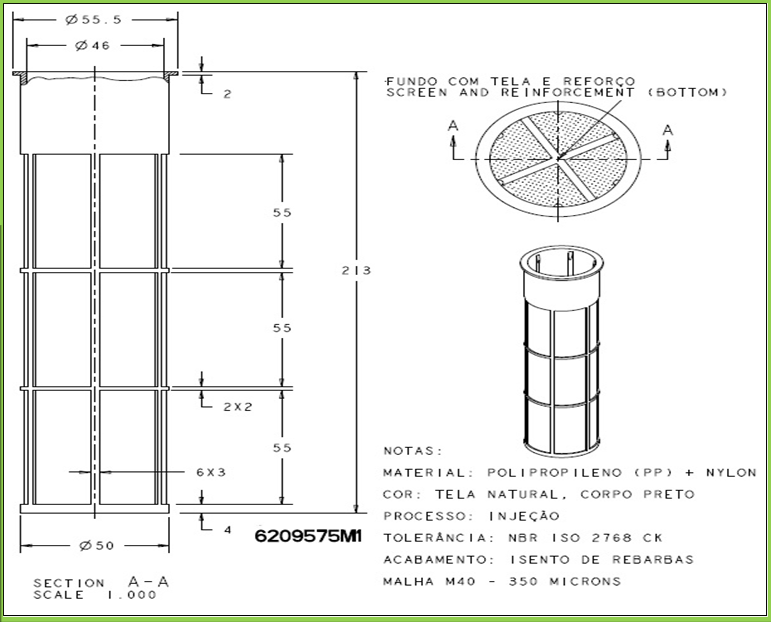 Ø55.5
Ø46
2
FUNDO COM TELA E REFORÇO
SCREEN AND REINFORCEMENT (BOTTOM)
A
A
55
213
55
2X2
55
6X3
4
6209575M1
Ø50
SECTION A-A
SCALE 1.000
NOTAS:
MATERIAL: POLIPROPILENO (PP) + NYLON
COR: TELA NATURAL, CORPO PRETO
PROCESSO: INJEÇÃO
TOLERÂNCIA: NBR ISO 2768 CK
ACABAMENTO: ISENTO DE REBARBAS
MALHA M40 - 350 MICRONS